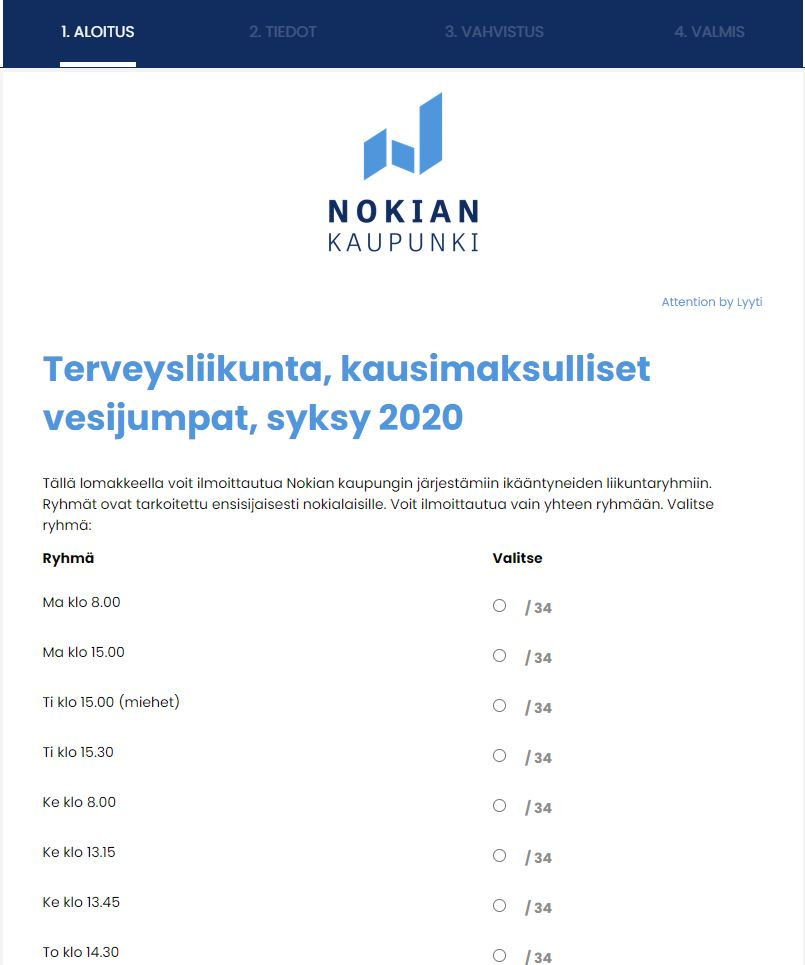 1. ALOITUS 2. TIEDOT 3. VAHVISTUS 4. VALMIS
NOKIAN
KAUPUNKI
Attention by Lyyti
Terveysliikunta, kausimaksulliset
vesijumpat, syksy 2020
Tällä lomakkeella voit ilmoittautua Nokian kaupungin järjestämiin ikääntyneiden liikuntaryhmiin.
Ryhmät ovat tarkoitettu ensisijaisesti nokialaisille. Voit ilmoittautua vain yhteen ryhmään. Valitse
ryhmä:
Ryhmä Valitse
Ma klo 8.00 / 34
Ma klo 15.00 / 34
Ti klo 15.00 (miehet) / 34
Ti klo 15.30 / 34
Ke klo 8.00 / 34
Ke klo 13.15 / 34
Ke klo 13.45 / 34
To klo 14.30 / 34